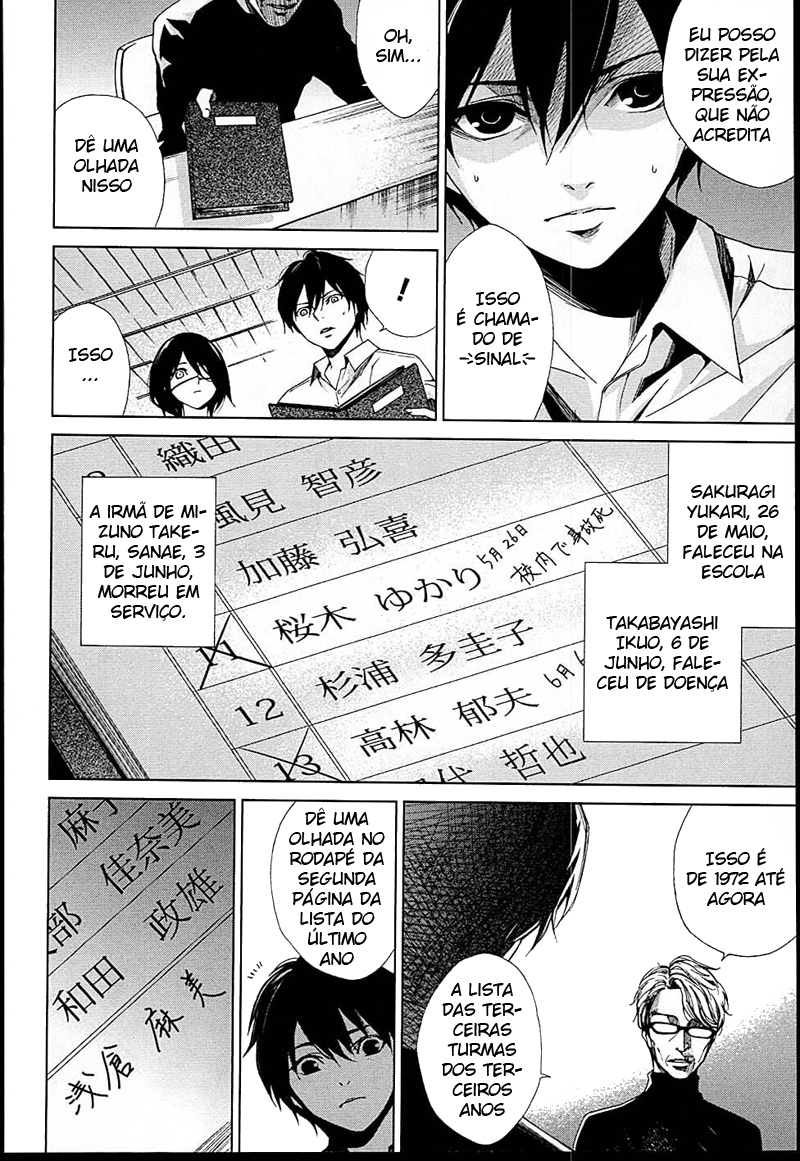 EU POSSO
DIZER PELA
SUA EX-
PRESSÃO,
QUE NÃO
ACREDITA
ISSO
É CHAMA-
DO DE
SINAL
OH,
SIM...
DÊ UMA
OLHADA
NISSO
!
ISSO
...
SAKURAGI
YUKARI, 26
DE MAIO,
FALECEU NA
ESCOLA
TAKABAYASHI
IKUO, 6 DE
JUNHO, FALE-
CEU DE DOENÇA
A IRMÃ DE MI-
ZUNO TAKE-
RU, SANAE, 3
DE JUNHO,
MORREU EM
SERVIÇO.
織田
風見 智彦
加藤 弘喜
11 桜木 ゆかり 5月26日
校内で事故死
12 杉浦 多圭子
13 高林 郁夫 6月6
代 哲也
ISSO É
DE 1972 ATÉ
AGORA
A LISTA
DAS TER-
CEIRAS
TURMAS
DOS TER-
CEIROS
ANOS
DÊ UMA
OLHADA NO
RODAPÉ DA
SEGUNDA
PÁGINA DA
LISTA DO
ÚLTIMO
ANO
麻
部 佳奈美
政雄
和田
浅倉 麻美